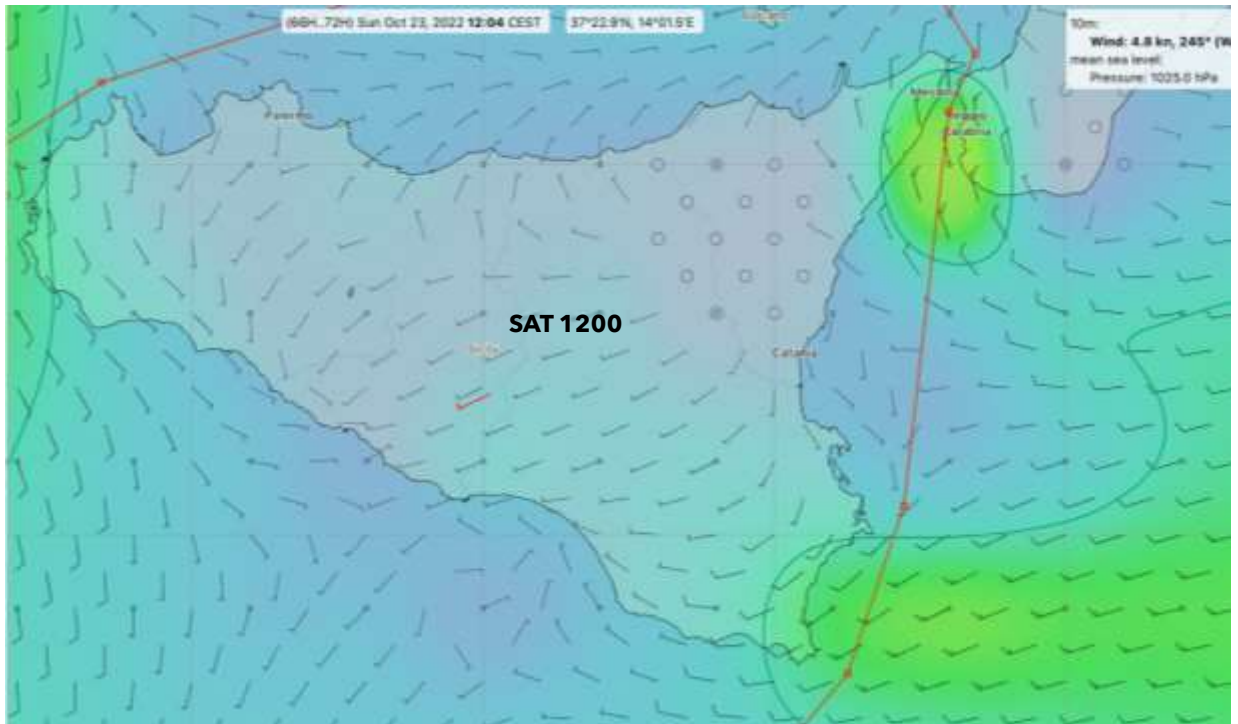 (66H..72H) Sun Oct 23, 2022 12:04 CEST
37°22.9'N, 14°01.5'E
10m:
Wind: 4.8 kn, 245° (W
mean sea level:
Pressure: 1025.0 hPa
Messina
Reggio
Calabria
Palermo
SAT 1200
Catania